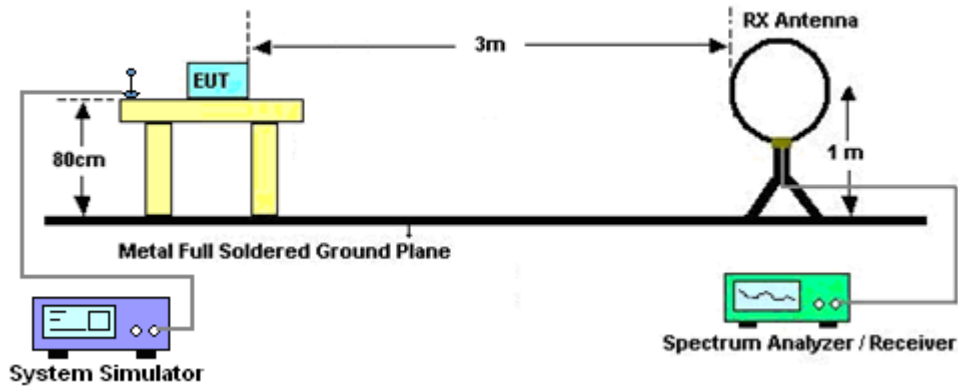 RX Antenna
3m
EUT
80cm
1 m
Metal Full Soldered Ground Plane
System Simulator
Spectrum Analyzer / Receiver